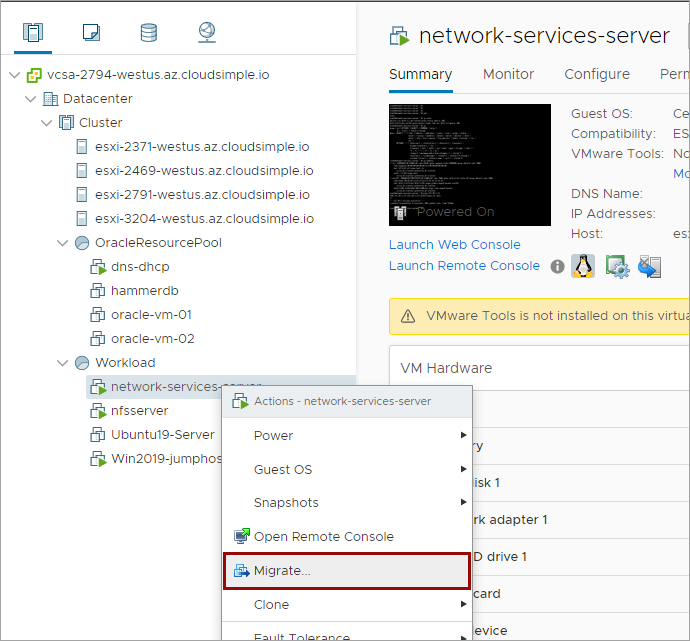 vcsa-2794-westus.az.cloudsimple.io
Datacenter
Cluster
esxi-2371-westus.az.cloudsimple.io
esxi-2469-westus.az.cloudsimple.io
esxi-2791-westus.az.cloudsimple.io
esxi-3204-westus.az.cloudsimple.io
OracleResourcePool
dns-dhcp
hammerdb
oracle-vm-01
oracle-vm-02
Workload
network-services-server
nfsserver
Ubuntu19-Server
Win2019-jumphos
network-services-server
Summary Monitor Configure Perm
Powered On
Launch Web Console
Launch Remote Console
Guest OS: Ce
Compatibility: ES
VMware Tools: No
Mo
DNS Name:
IP Addresses:
Host: es
VMware Tools is not installed on this virtua
VM Hardware
ry
isk 1
rk adapter 1
D drive 1
card
evice
Actions - network-services-server
Power
Guest OS
Snapshots
Open Remote Console
Migrate...
Clone
Fault Tolerance